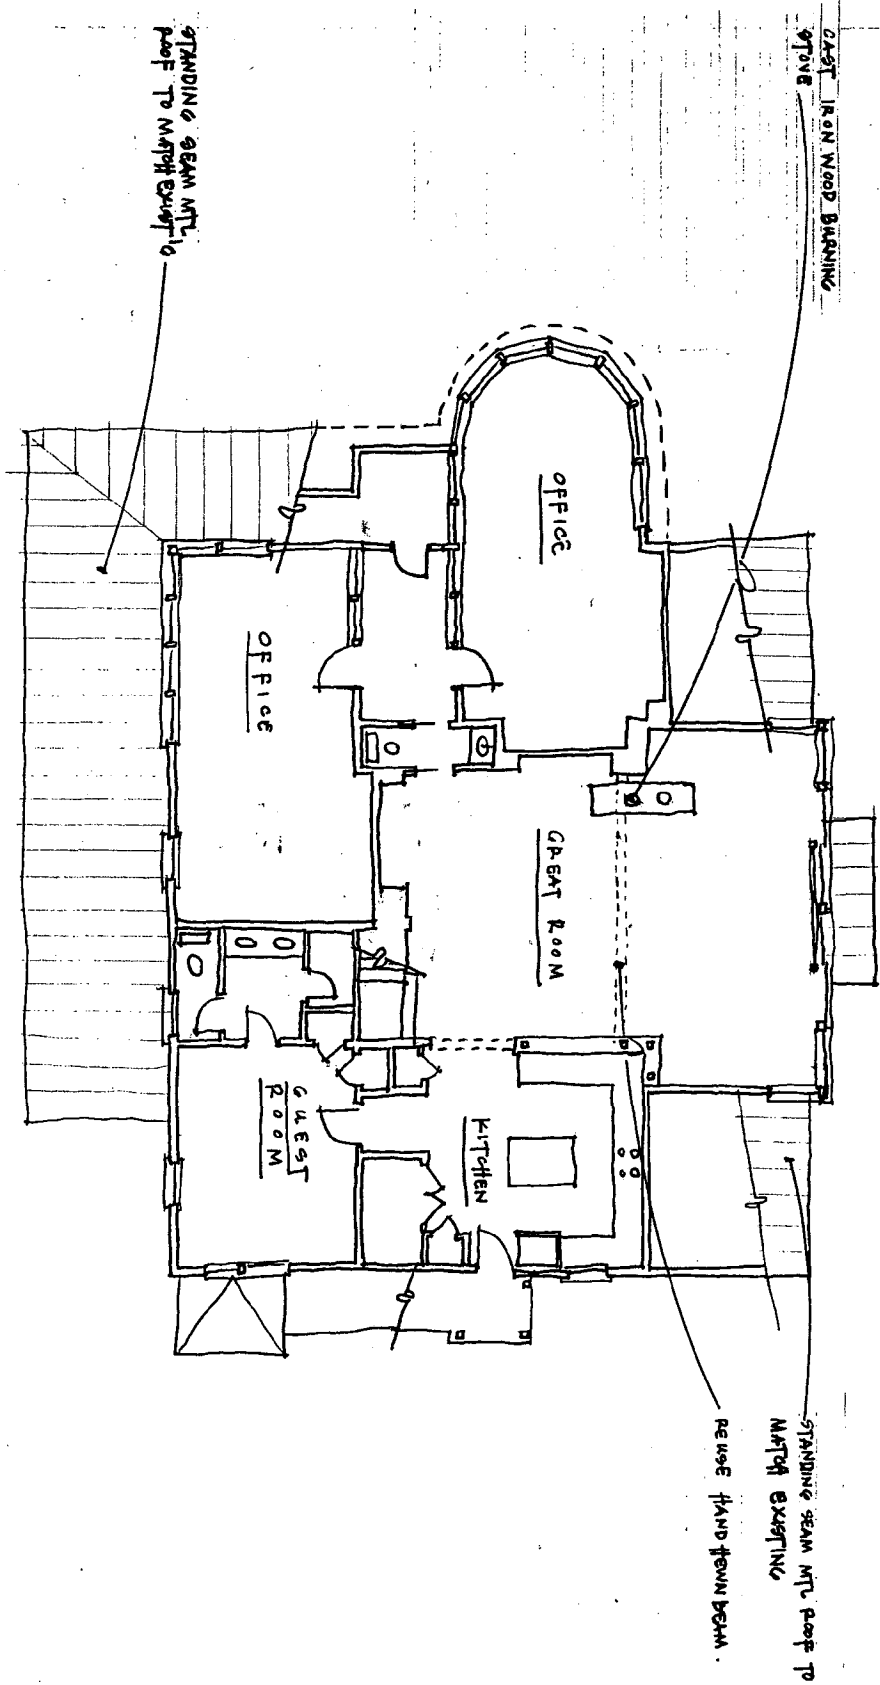 CAST IRON WOOD BURNING
STOVE
STANDING SEAM MTL
ROOF TO MATCH EXIST'G
OFFICE
OFFICE
GREAT ROOM
KITCHEN
GUEST
ROOM
STANDING SEAM MTL ROOF TO
MATCH EXISTING
REUSE HAND HEWN BEAM.